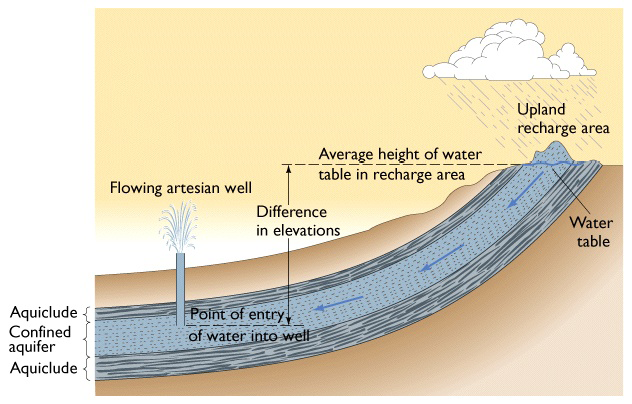 Upland
recharge area
Average height of water
table in recharge area
Flowing artesian well
Difference
in elevations
Water
table
Aquiclude
Confined
aquifer
Aquiclude
Point of entry
of water into well